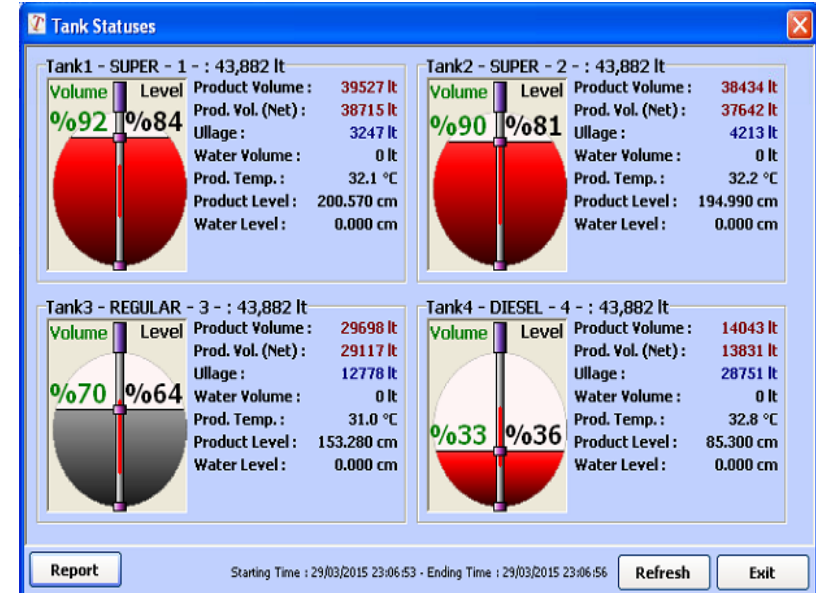 Tank Statuses
Tank1 - SUPER - 1 - : 43,882 lt
Volume Level
%92 %84
Product Volume : 39527 lt
Prod. Vol. (Net) : 38715 lt
Ullage : 3247 lt
Water Volume : 0 lt
Prod. Temp. : 32.1 °C
Product Level : 200.570 cm
Water Level : 0.000 cm
Tank2 - SUPER - 2 - : 43,882 lt
Volume Level
%90 %81
Product Volume : 38434 lt
Prod. Vol. (Net) : 37642 lt
Ullage : 4213 lt
Water Volume : 0 lt
Prod. Temp. : 32.2 °C
Product Level : 194.990 cm
Water Level : 0.000 cm
Tank3 - REGULAR - 3 - : 43,882 lt
Volume Level
%70 %64
Product Volume : 29698 lt
Prod. Vol. (Net) : 29117 lt
Ullage : 12778 lt
Water Volume : 0 lt
Prod. Temp. : 31.0 °C
Product Level : 153.280 cm
Water Level : 0.000 cm
Tank4 - DIESEL - 4 - : 43,882 lt
Volume Level
%33 %36
Product Volume : 14043 lt
Prod. Vol. (Net) : 13831 lt
Ullage : 28751 lt
Water Volume : 0 lt
Prod. Temp. : 32.8 °C
Product Level : 85.300 cm
Water Level : 0.000 cm
Report Starting Time : 29/03/2015 23:06:53 - Ending Time : 29/03/2015 23:06:56 Refresh Exit